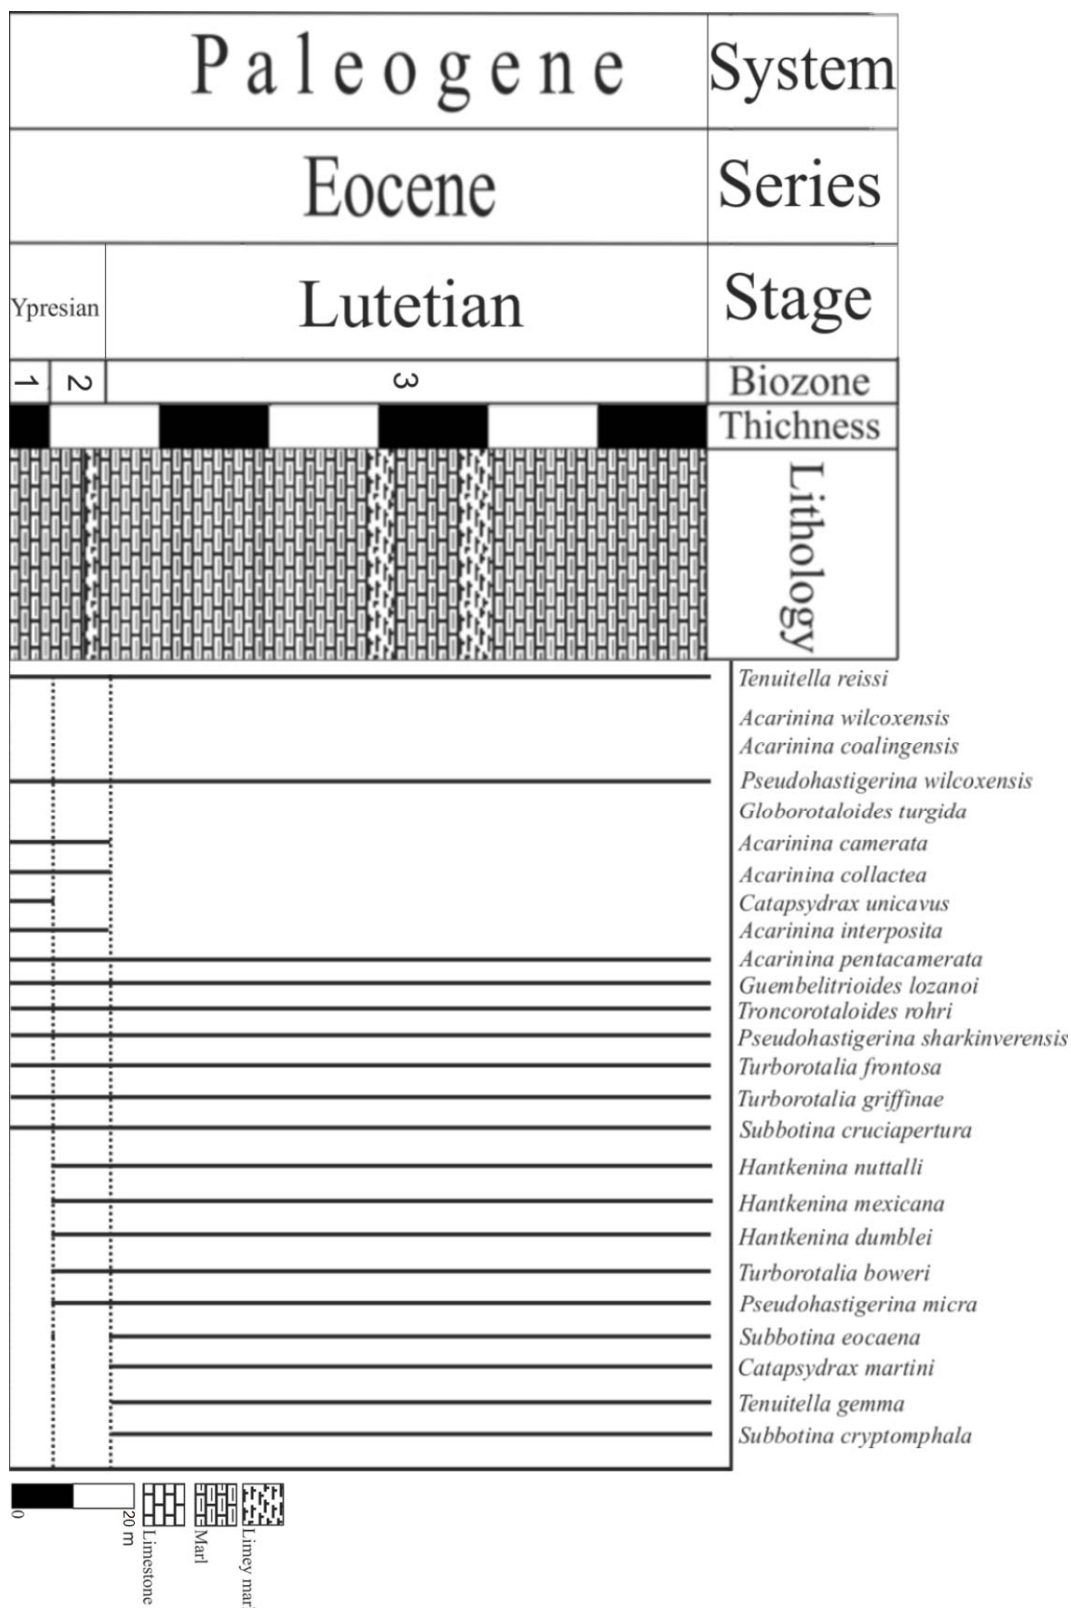 Paleogene System
Eocene Series
Ypresian Lutetian Stage
1 2 3 Biozone
Thichness
Lithology
Tenuitella reissi
Acarinina wilcoxensis
Acarinina coalingensis
Pseudohastigerina wilcoxensis
Globorotaloides turgida
Acarinina camerata
Acarinina collactea
Catapsydrax unicavus
Acarinina interposita
Acarinina pentacamerata
Guembelitrioides lozanoi
Troncorotaloides rohri
Pseudohastigerina sharkinverensis
Turborotalia frontosa
Turborotalia griffinae
Subbotina cruciapertura
Hantkenina nuttalli
Hantkenina mexicana
Hantkenina dumblei
Turborotalia boweri
Pseudohastigerina micra
Subbotina eocaena
Catapsydrax martini
Tenuitella gemma
Subbotina cryptomphala
0 20 m
Limestone
Marl
Limey mar